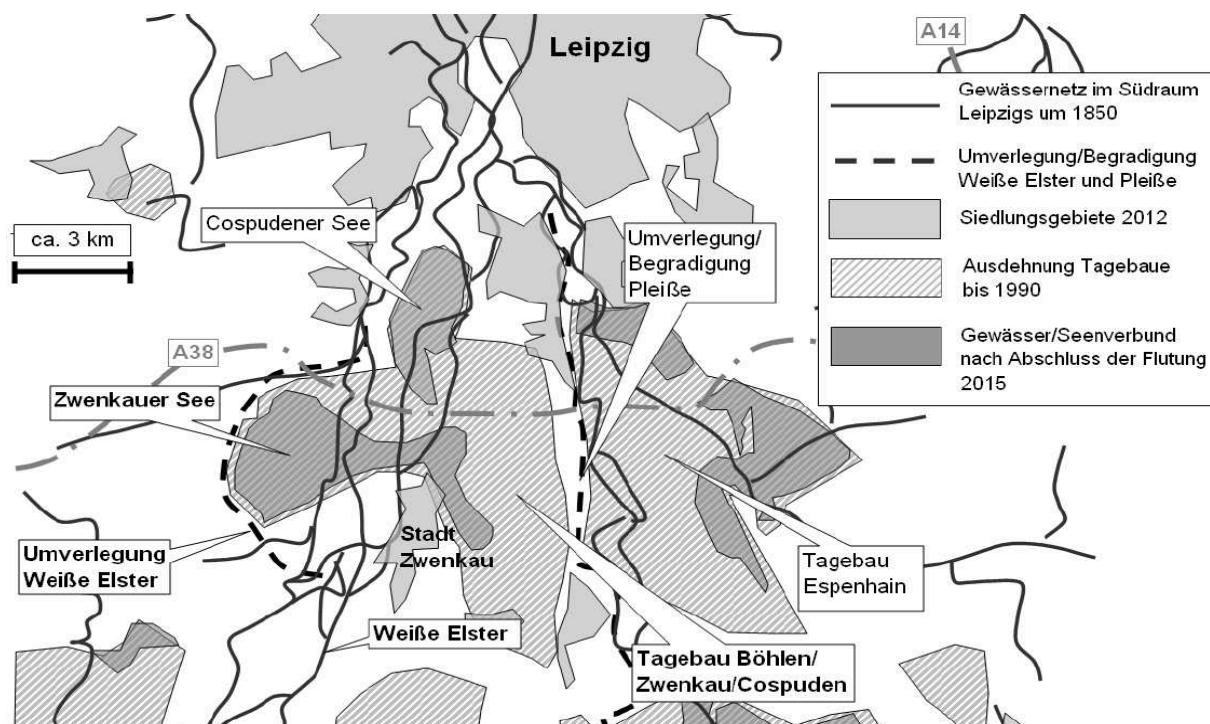 Leipzig
A14
Gewässernetz im Südraum
Leipzigs um 1850
Umverlegung/Begradigung
Weiße Elster und Pleiße
Siedlungsgebiete 2012
Ausdehnung Tagebaue
bis 1990
Gewässer/Seenverbund
nach Abschluss der Flutung
2015
ca. 3 km
Cospudener See
Umverlegung/
Begradigung
Pleiße
A38
Zwenkauer See
Umverlegung
Weiße Elster
Stadt
Zwenkau
Tagebau
Espenhain
Weiße Elster
Tagebau Böhlen/
Zwenkau/Cospuden